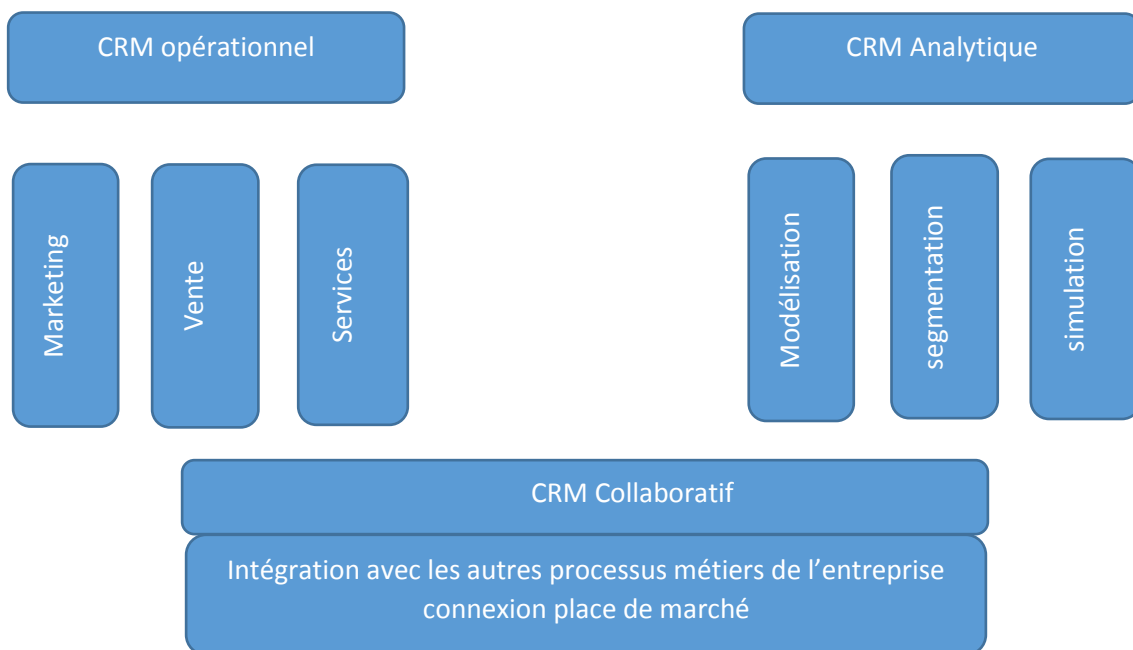 CRM opérationnel
CRM Analytique
Marketing
Vente
Services
Modélisation
segmentation
simulation
CRM Collaboratif
Intégration avec les autres processus métiers de l’entreprise
connexion place de marché